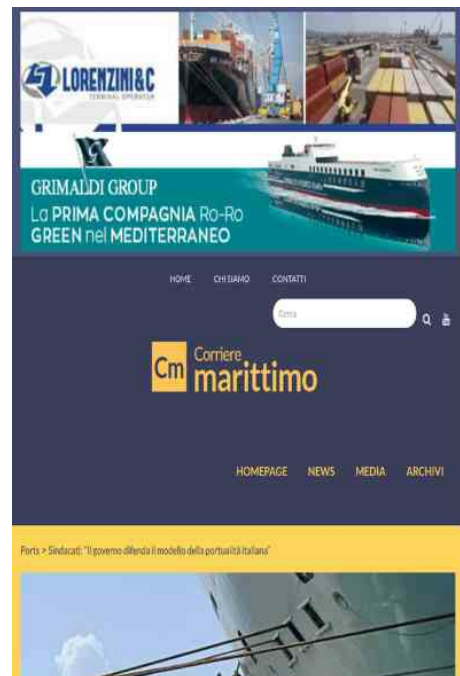 LORENZINI & C
TERMINAL OPERATOR
GRIMALDI GROUP
La PRIMA COMPAGNIA Ro-Ro
GREEN nel MEDITERRANEO
HOME CHI SIAMO CONTATTI
Cerca
Cm Corriere
marittimo
HOMEPAGE NEWS MEDIA ARCHIVI
Ports > Sindacati: "Il governo difenda il modello della portualità italiana"